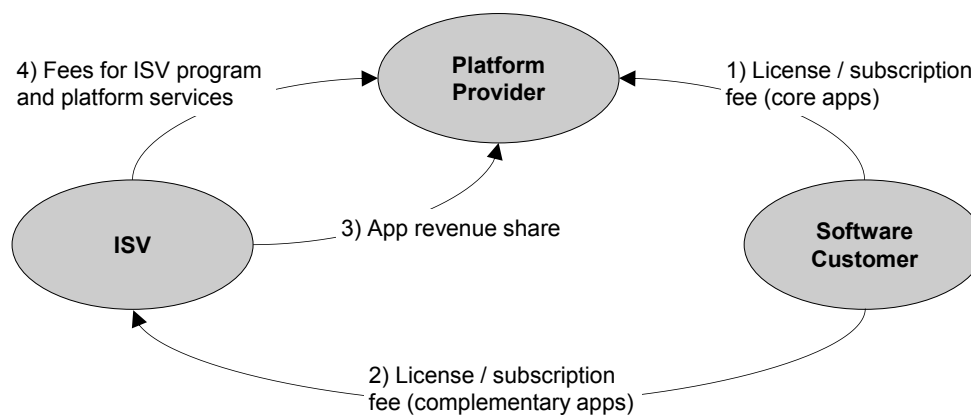 4) Fees for ISV program
and platform services
Platform
Provider
1) License / subscription
fee (core apps)
ISV
3) App revenue share
Software
Customer
2) License / subscription
fee (complementary apps)